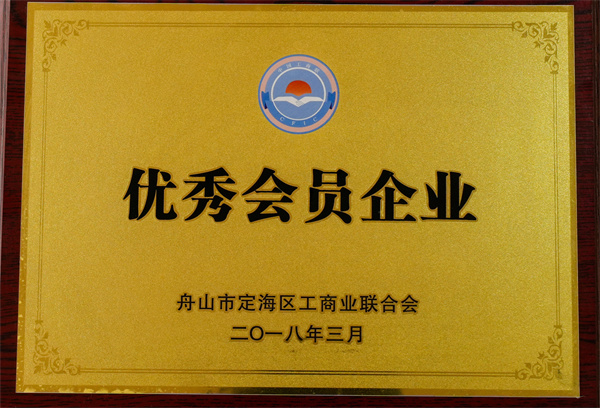 CPIC
优秀会员企业
舟山市定海区工商业联合会
二〇一八年三月